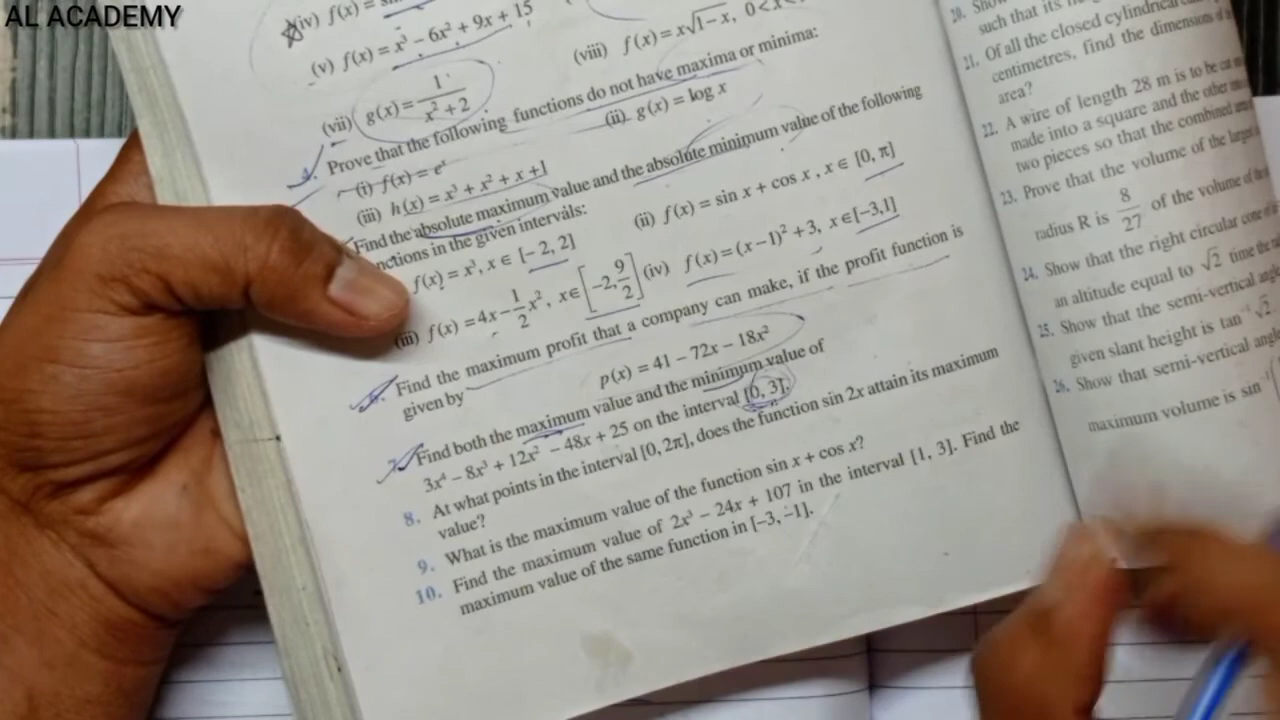 AL ACADEMY
(iv) f(x) =
(v) f(x) = x³ – 6x² + 9x + 15
(vii) g(x) = 1/(x² + 2)
(viii) f(x) = x√1–x, 0 < x <
Prove that the following functions do not have maxima or minima:
(i) f(x) = eˣ
(ii) g(x) = log x
(iii) h(x) = x³ + x² + x + 1
Find the absolute maximum value and the absolute minimum value of the following
in the given intervals:
f(x) = x³, x ∈ [– 2, 2]
(ii) f(x) = sin x + cos x , x ∈ [0, π]
(iii) f(x) = 4x – 1/2 x², x ∈ [–2, 9/2]
(iv) f(x) = (x–1)² + 3, x ∈ [–3,1]
Find the maximum profit that a company can make, if the profit function is
given by
p(x) = 41 – 72x – 18x²
7. Find both the maximum value and the minimum value of
3x⁴ – 8x³ + 12x² – 48x + 25 on the interval [0, 3].
8. At what points in the interval [0, 2π], does the function sin 2x attain its maximum
value?
9. What is the maximum value of the function sin x + cos x?
10. Find the maximum value of 2x³ – 24x + 107 in the interval [1, 3]. Find the
maximum value of the same function in [–3, –1].
20. Show
such that its
21. Of all the closed cylindrical
centimetres, find the dimensions of
area?
22. A wire of length 28 m is to be cut
made into a square and the other
two pieces so that the combined
23. Prove that the volume of the largest
radius R is 8/27 of the volume of the
24. Show that the right circular cone of
an altitude equal to √2 time the
25. Show that the semi-vertical angle
given slant height is tan⁻¹ √2.
26. Show that semi-vertical angle
maximum volume is sin⁻¹